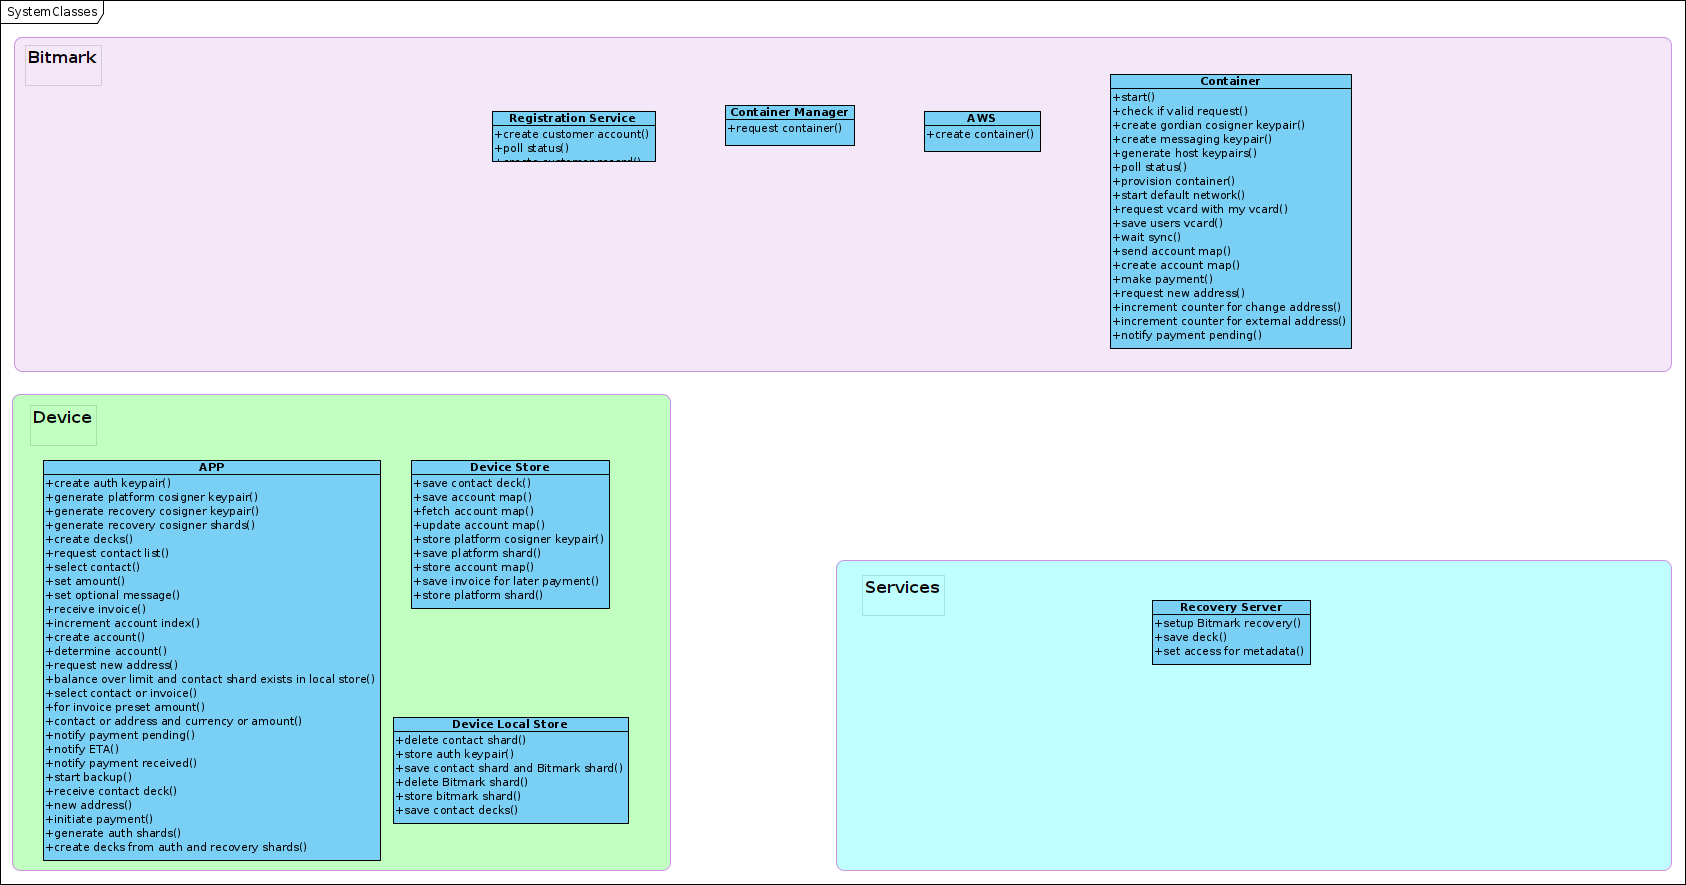 SystemClasses
Bitmark
Registration Service
+create customer account()
+poll status()
+create customer record()
Container Manager
+request container()
AWS
+create container()
Container
+start()
+check if valid request()
+create gordian cosigner keypair()
+create messaging keypair()
+generate host keypairs()
+poll status()
+provision container()
+start default network()
+request vcard with my vcard()
+save users vcard()
+wait sync()
+send account map()
+create account map()
+make payment()
+request new address()
+increment counter for change address()
+increment counter for external address()
+notify payment pending()
Device
APP
+create auth keypair()
+generate platform cosigner keypair()
+generate recovery cosigner keypair()
+generate recovery cosigner shards()
+create decks()
+request contact list()
+select contact()
+set amount()
+set optional message()
+receive invoice()
+increment account index()
+create account()
+determine account()
+request new address()
+balance over limit and contact shard exists in local store()
+select contact or invoice()
+for invoice preset amount()
+contact or address and currency or amount()
+notify payment pending()
+notify ETA()
+notify payment received()
+start backup()
+receive contact deck()
+new address()
+initiate payment()
+generate auth shards()
+create decks from auth and recovery shards()
Device Store
+save contact deck()
+save account map()
+fetch account map()
+update account map()
+store platform cosigner keypair()
+save platform shard()
+store account map()
+save invoice for later payment()
+store platform shard()
Device Local Store
+delete contact shard()
+store auth keypair()
+save contact shard and Bitmark shard()
+delete Bitmark shard()
+store bitmark shard()
+save contact decks()
Services
Recovery Server
+setup Bitmark recovery()
+save deck()
+set access for metadata()